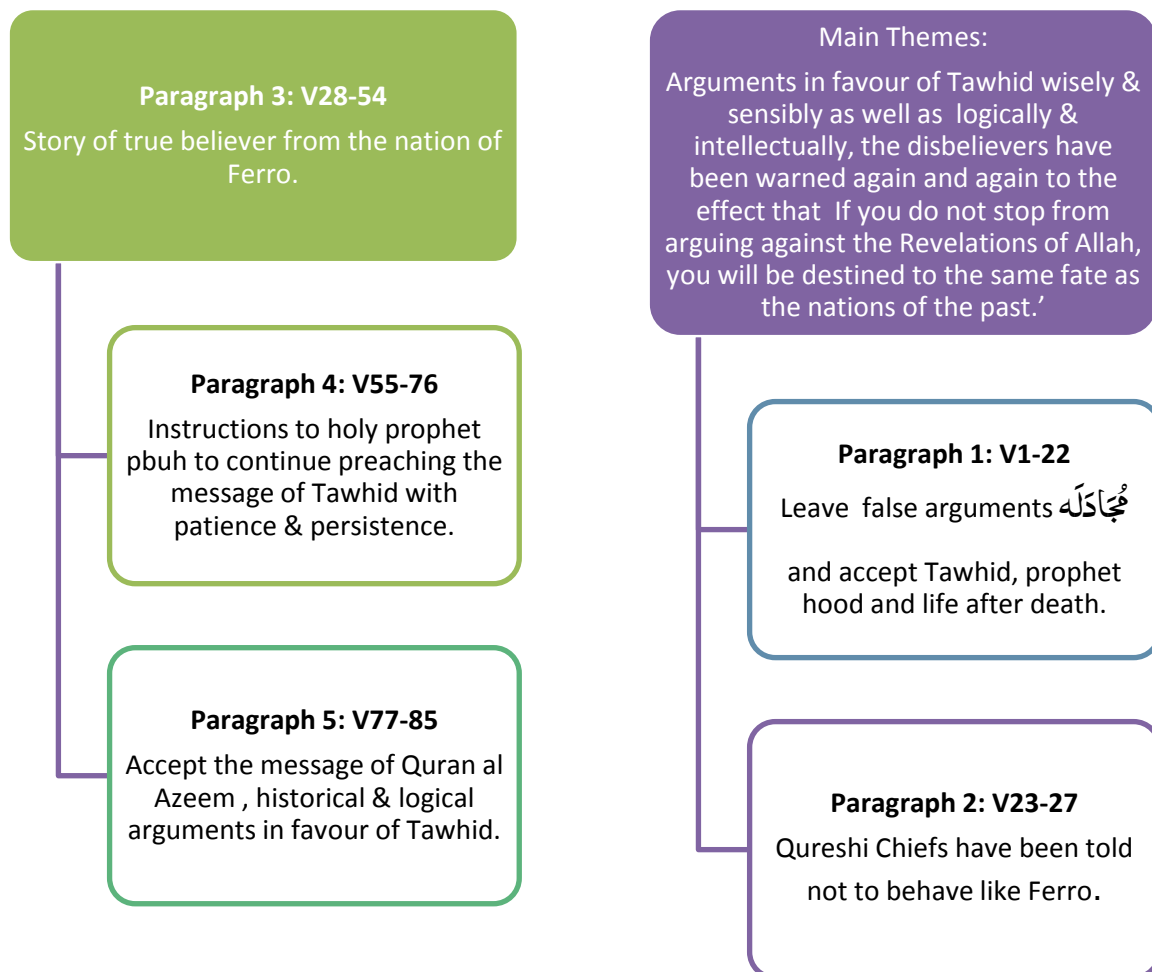 Paragraph 3: V28-54
Story of true believer from the nation of
Ferro.
Paragraph 4: V55-76
Instructions to holy prophet
pbuh to continue preaching the
message of Tawhid with
patience & persistence.
Paragraph 5: V77-85
Accept the message of Quran al
Azeem , historical & logical
arguments in favour of Tawhid.
Main Themes:
Arguments in favour of Tawhid wisely &
sensibly as well as logically &
intellectually, the disbelievers have
been warned again and again to the
effect that If you do not stop from
arguing against the Revelations of Allah,
you will be destined to the same fate as
the nations of the past.’
Paragraph 1: V1-22
Leave false arguments مُجَادَلَه
and accept Tawhid, prophet
hood and life after death.
Paragraph 2: V23-27
Qureshi Chiefs have been told
not to behave like Ferro.